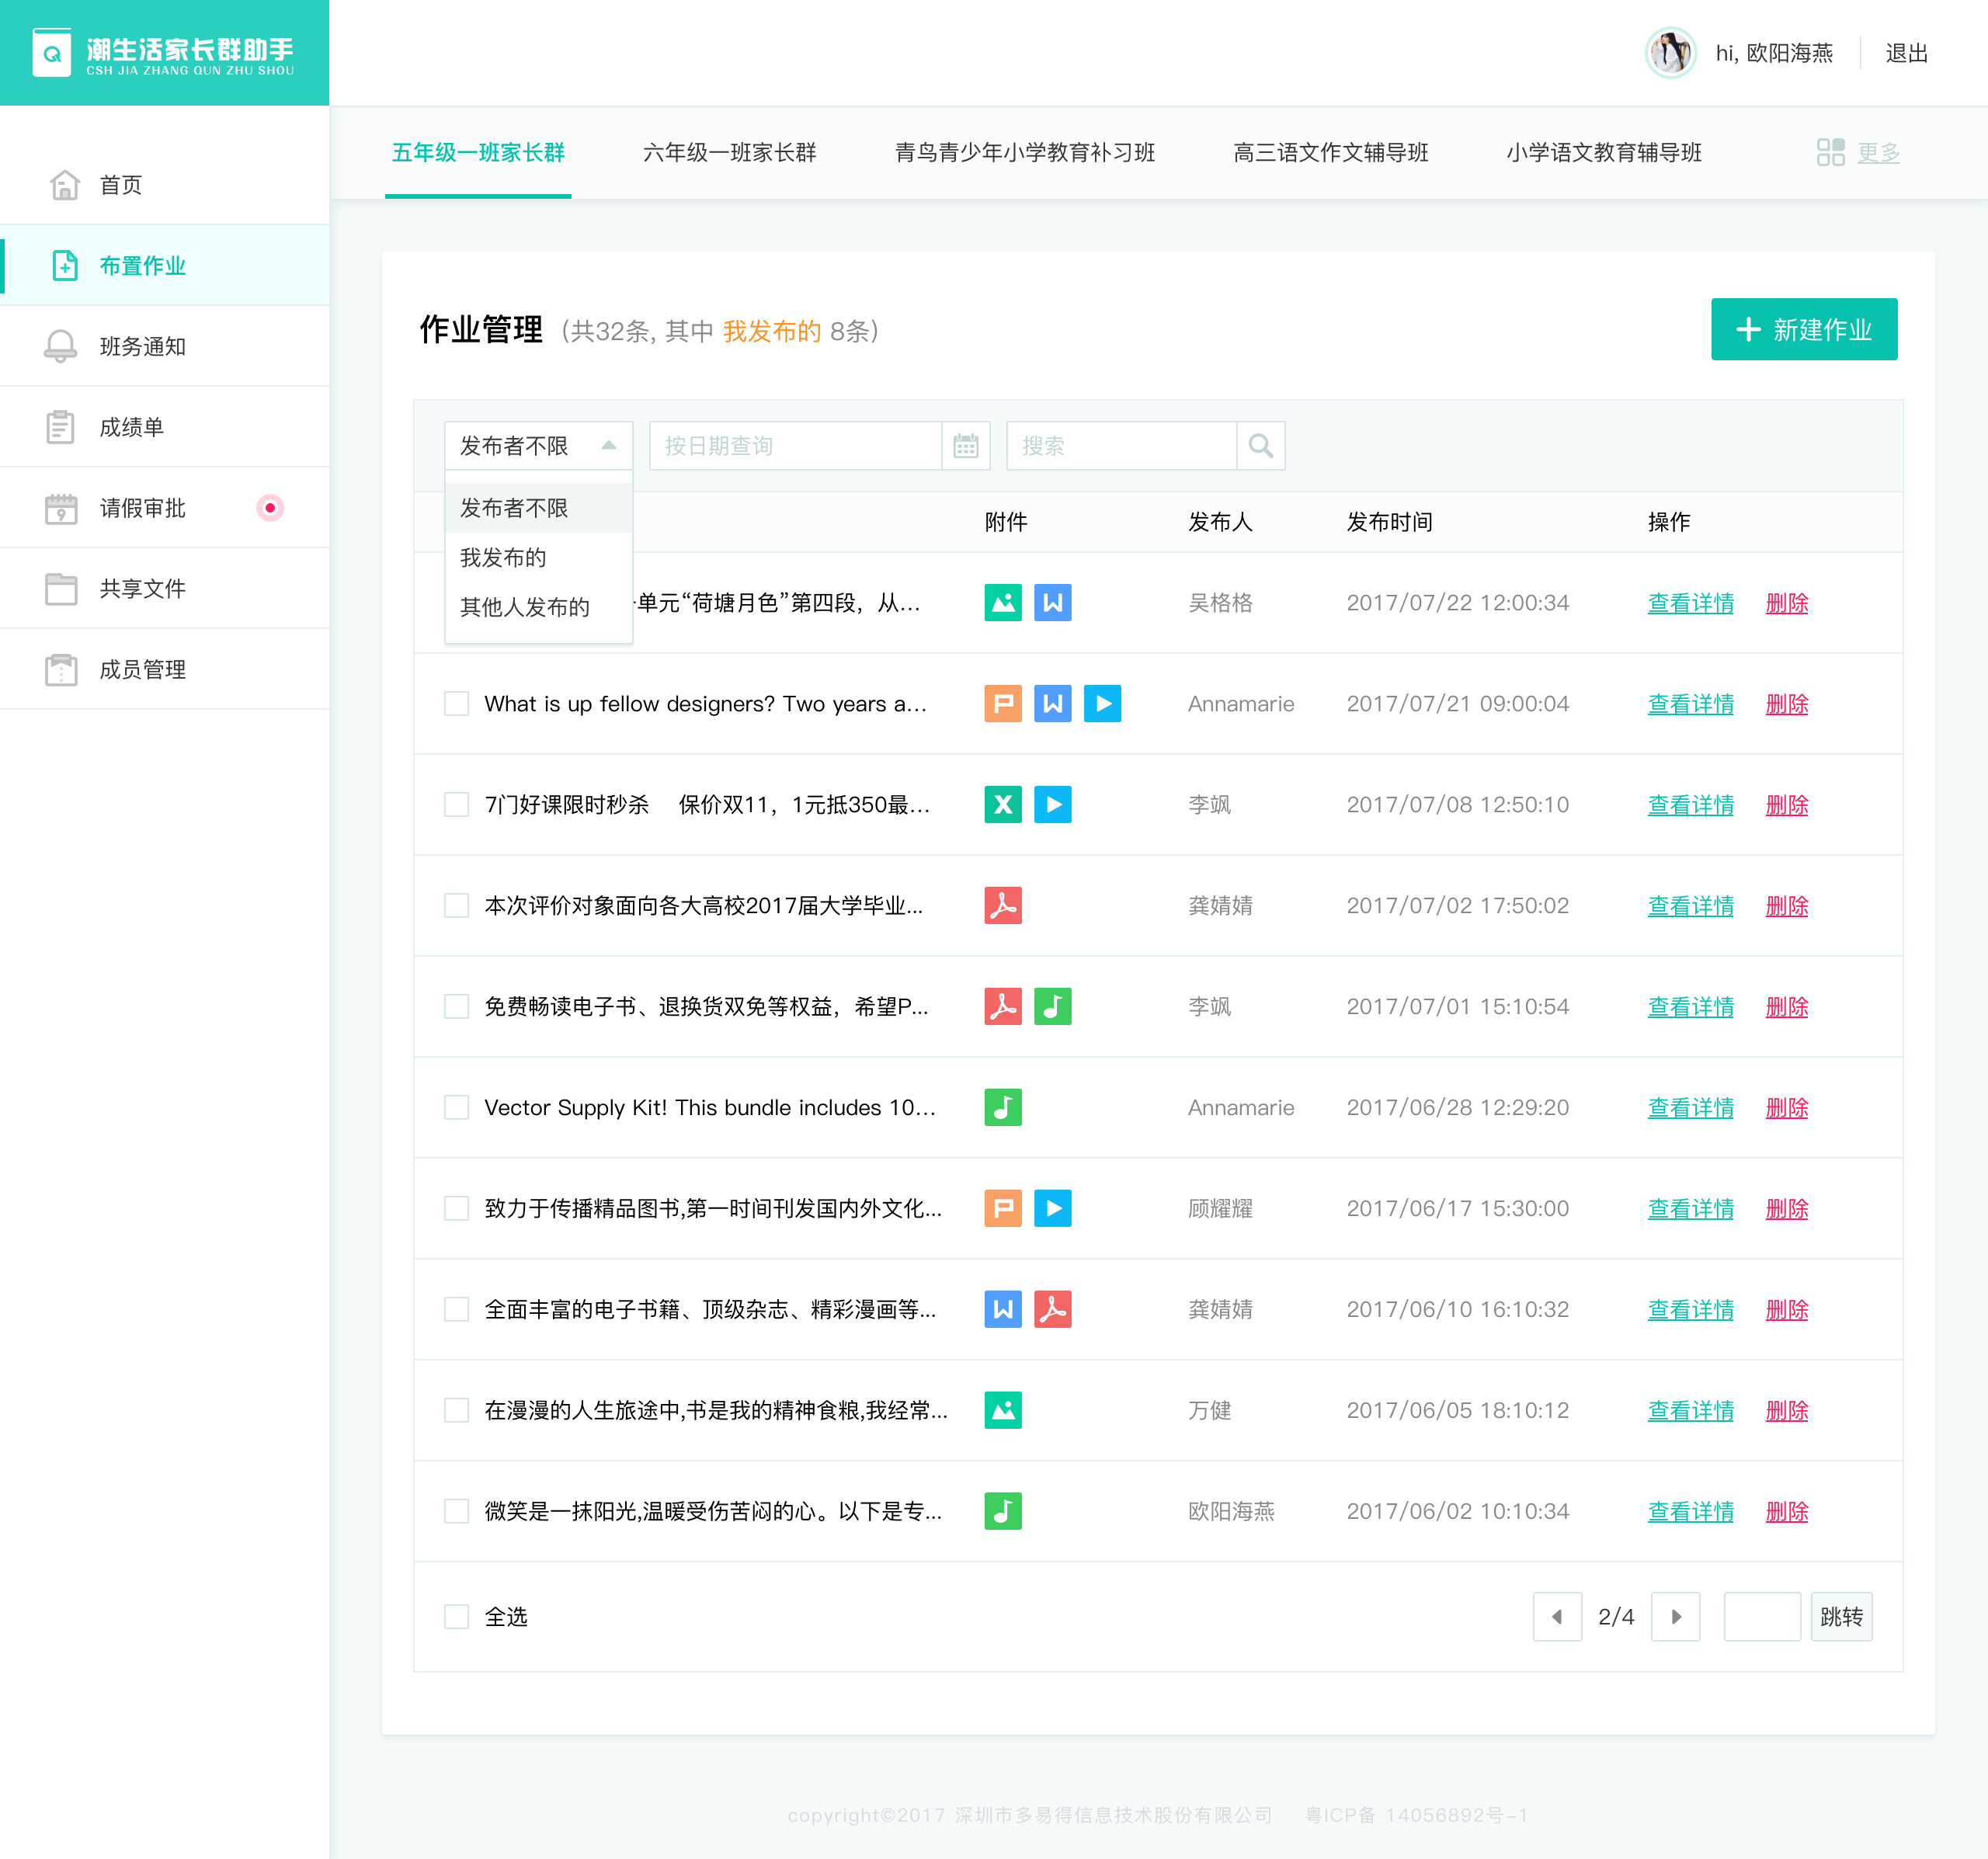 潮生活家长群助手
CSH JIA ZHANG QUN ZHU SHOU
hi, 欧阳海燕 退出
首页
布置作业
班务通知
成绩单
请假审批
共享文件
成员管理
五年级一班家长群 六年级一班家长群 青鸟青少年小学教育补习班 高三语文作文辅导班 小学语文教育辅导班 更多
作业管理 (共32条, 其中 我发布的 8条)
新建作业
发布者不限 按日期查询 搜索
发布者不限
我发布的
其他人发布的
附件 发布人 发布时间 操作
单元“荷塘月色”第四段，从... 吴格格 2017/07/22 12:00:34 查看详情 删除
What is up fellow designers? Two years a... Annamarie 2017/07/21 09:00:04 查看详情 删除
7门好课限时秒杀 保价双11，1元抵350最... 李飒 2017/07/08 12:50:10 查看详情 删除
本次评价对象面向各大高校2017届大学毕业... 龚婧婧 2017/07/02 17:50:02 查看详情 删除
免费畅读电子书、退换货双免等权益，希望P... 李飒 2017/07/01 15:10:54 查看详情 删除
Vector Supply Kit! This bundle includes 10... Annamarie 2017/06/28 12:29:20 查看详情 删除
致力于传播精品图书,第一时间刊发国内外文化... 顾耀耀 2017/06/17 15:30:00 查看详情 删除
全面丰富的电子书籍、顶级杂志、精彩漫画等... 龚婧婧 2017/06/10 16:10:32 查看详情 删除
在漫漫的人生旅途中,书是我的精神食粮,我经常... 万健 2017/06/05 18:10:12 查看详情 删除
微笑是一抹阳光,温暖受伤苦闷的心。以下是专... 欧阳海燕 2017/06/02 10:10:34 查看详情 删除
全选 2/4 跳转
copyright©2017 深圳市多易得信息技术股份有限公司 粤ICP备 14056892号-1